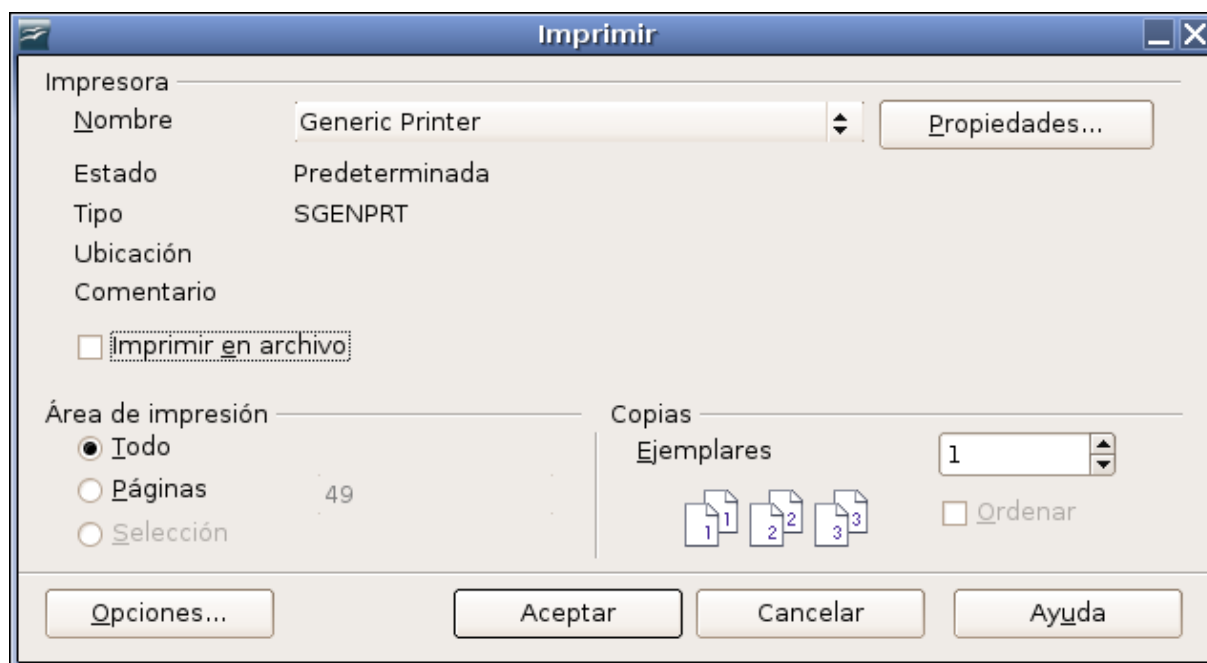 Imprimir
Impresora
Nombre Generic Printer Propiedades...
Estado Predeterminada
Tipo SGENPRT
Ubicación
Comentario
Imprimir en archivo
Área de impresión
Todo
Páginas 49
Selección
Copias
Ejemplares 1
1 1 2 2 3 3 Ordenar
Opciones... Aceptar Cancelar Ayuda